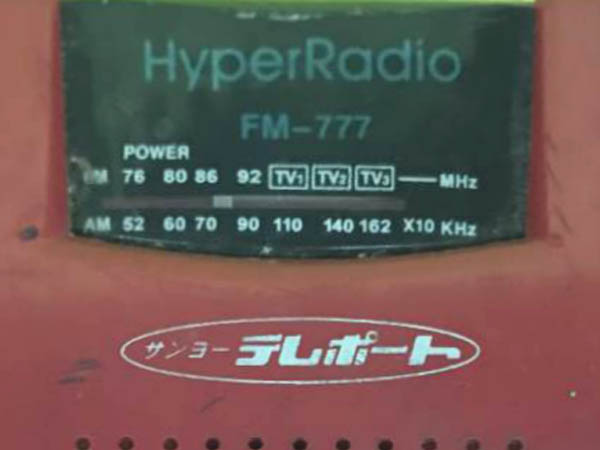 HyperRadio
FM-777
POWER
FM 76 80 86 92 TV1 TV2 TV3 MHz
AM 52 60 70 90 110 140 162 X10 KHz
サンヨー テレポート